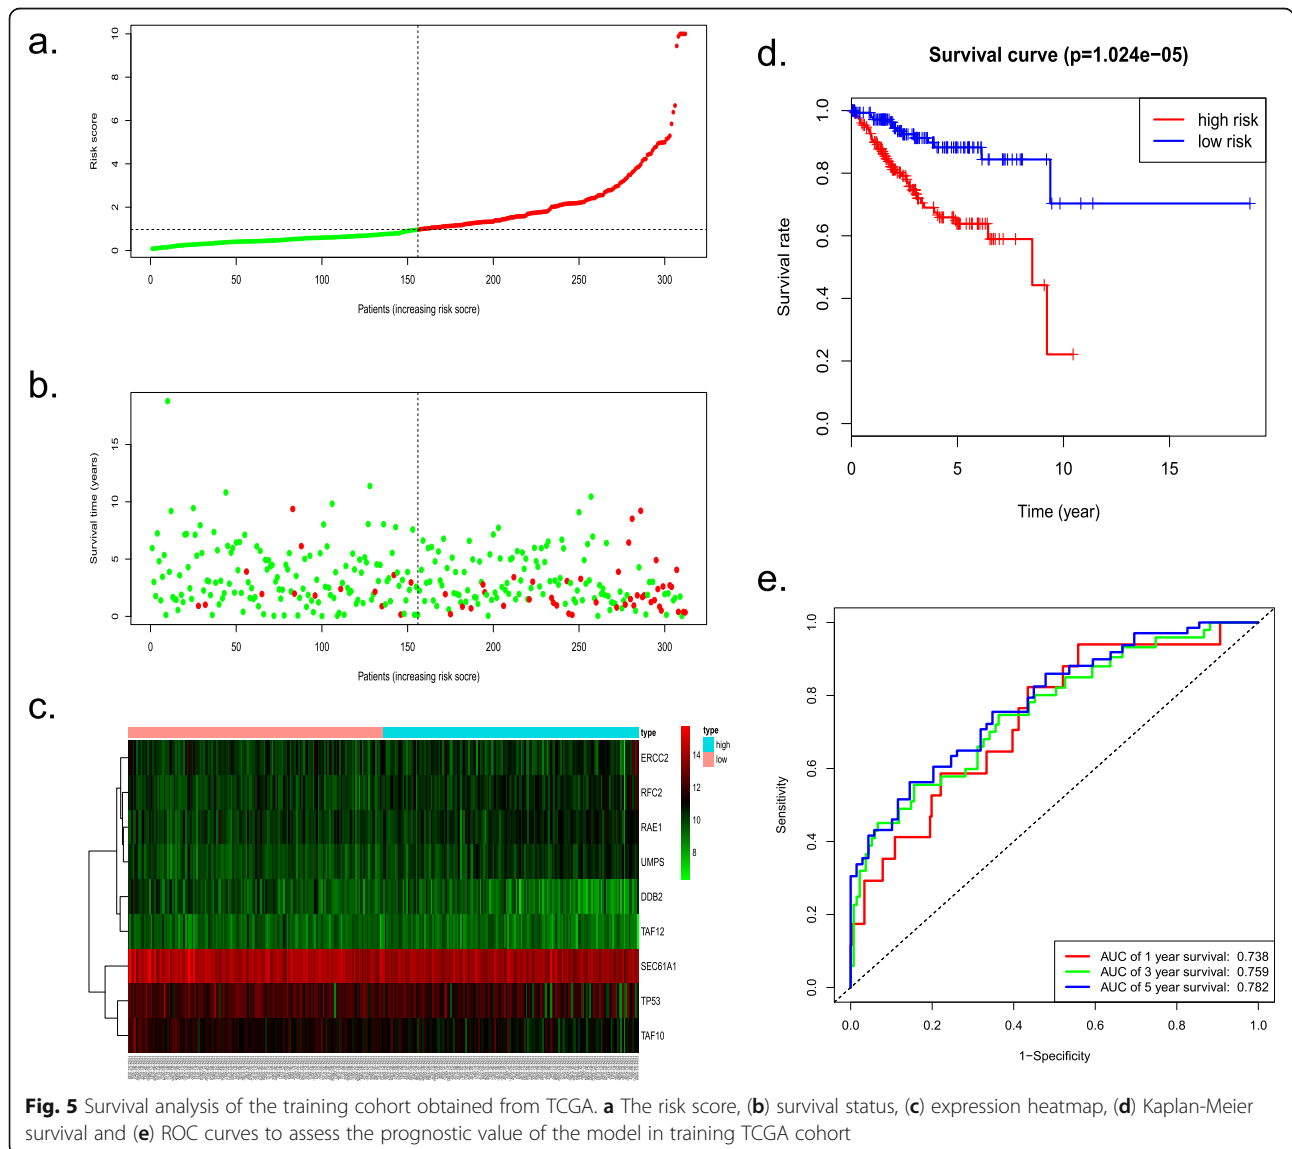 a.
10
8
6
4
2
0
Risk score
0 50 100 150 200 250 300
Patients (increasing risk socre)
b.
15
10
5
0
Survival time (years)
0 50 100 150 200 250 300
Patients (increasing risk socre)
c.
type
ERCC2
RFC2
RAE1
UMPS
DDB2
TAF12
SEC61A1
TP53
TAF10
14
12
10
8
type
high
low
d.
Survival curve (p=1.024e−05)
high risk
low risk
1.0
0.8
0.6
0.4
0.2
0.0
Survival rate
0 5 10 15
Time (year)
e.
1.0
0.8
0.6
0.4
0.2
0.0
Sensitivity
AUC of 1 year survival: 0.738
AUC of 3 year survival: 0.759
AUC of 5 year survival: 0.782
0.0 0.2 0.4 0.6 0.8 1.0
1−Specificity
Fig. 5 Survival analysis of the training cohort obtained from TCGA. a The risk score, (b) survival status, (c) expression heatmap, (d) Kaplan-Meier
survival and (e) ROC curves to assess the prognostic value of the model in training TCGA cohort